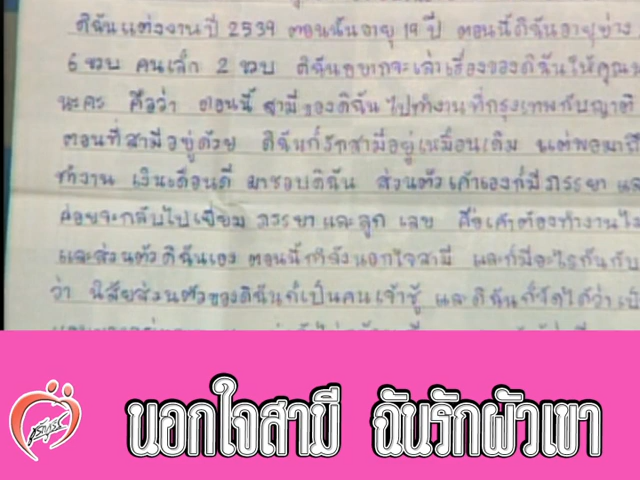 ดิฉันแต่งงานปี 2539 ตอนนั้นอายุ 19 ปี ตอนนี้ดิฉันอายุย่าง
6 ขวบ คนเล็ก 2 ขวบ ดิฉันอยากจะเล่าเรื่องของดิฉันให้คุณ
นะคะ คือว่า ตอนนี้ สามีของดิฉันไปทำงานที่กรุงเทพกับญาติ
ตอนที่สามีอยู่ด้วย ดิฉันก็รักสามีอยู่เหมือนเดิม แต่พอมามี
ทำงาน เงินเดือนดี มาชอบดิฉัน ส่วนตัวเค้าเองก็มีภรรยา
ค่อยจะกลับไปเยี่ยม ภรรยาและลูก เลย คือเค้าต้องทำงาน
และส่วนตัวดิฉันเอง ตอนนี้กำลังนอกใจสามี และก็มีอะไรกันกับ
ว่า นิสัยส่วนตัวของดิฉันก็เป็นคนเจ้าชู้ และดิฉันก็จัดได้ว่า
นอกใจสามี ฉันรักผัวเขา